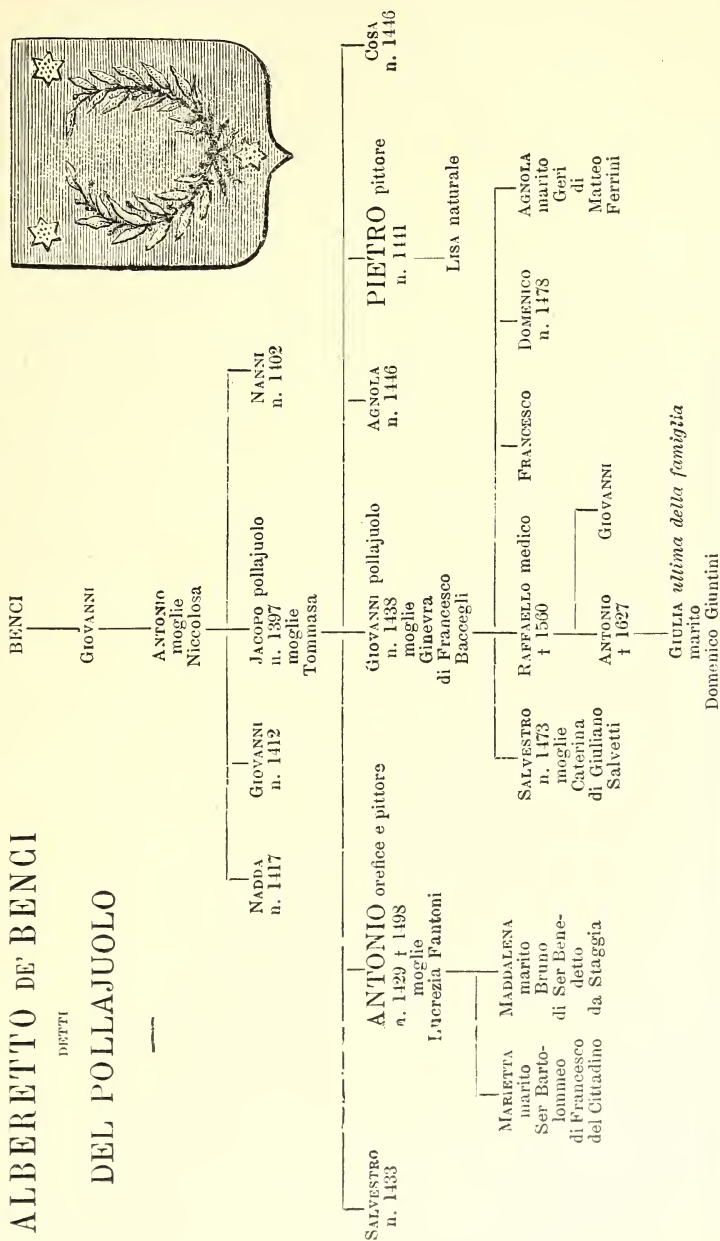 ALBERETTO DE' BENCI
DETTI
DEL POLLAJUOLO
BENCI
GIOVANNI
ANTONIO
moglie
Niccolosa
NADDA
n. 1417
GIOVANNI
n. 1412
JACOPO pollajuolo
n. 1397
moglie
Tommasa
NANNI
n. 1402
SALVESTRO
n. 1433
ANTONIO orefice e pittore
n. 1429 † 1498
moglie
Lucrezia Fantoni
GIOVANNI pollajuolo
n. 1438
moglie
Ginevra
di Francesco
Baccegli
AGNOLA
n. 1446
PIETRO pittore
n. 1441
COSA
n. 1446
LISA naturale
MARIETTA
marito
Ser Barto-
lommeo
di Francesco
del Cittadino
MADDALENA
marito
Bruno
di Ser Bene-
detto
da Staggia
SALVESTRO
n. 1473
moglie
Caterina
di Giuliano
Salvetti
RAFFAELLO medico
† 1560
FRANCESCO
DOMENICO
n. 1478
AGNOLA
marito
Geri
di
Matteo
Ferrini
ANTONIO
† 1627
GIOVANNI
GIULIA ultima della famiglia
marito
Domenico Giuntini